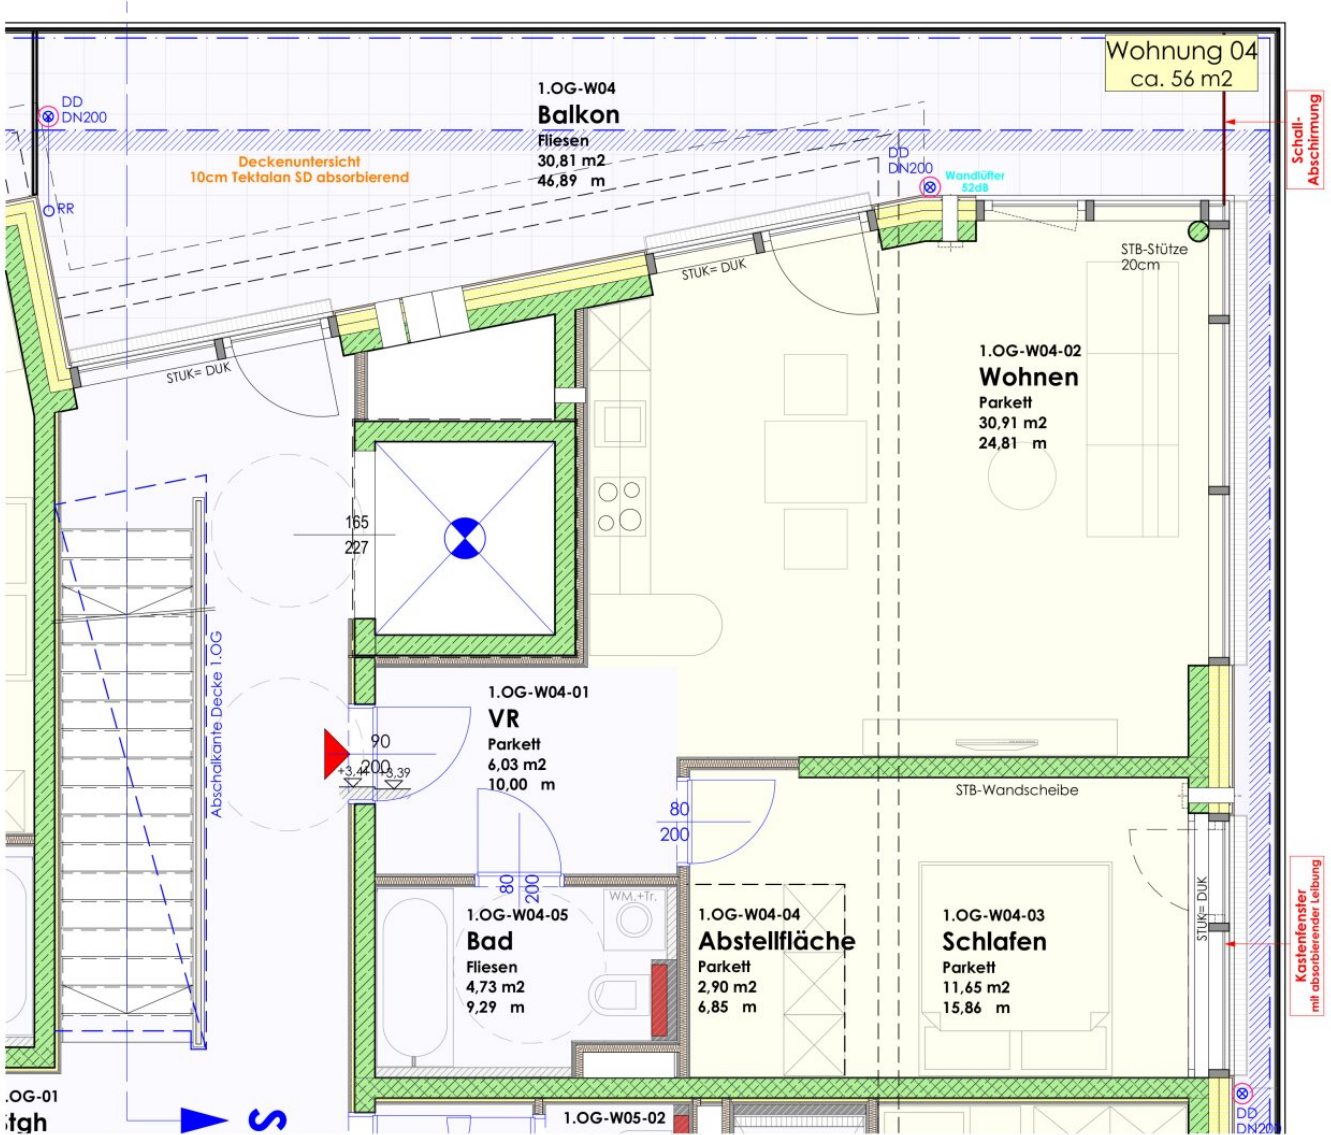 Wohnung 04
ca. 56 m2
1.OG-W04
Balkon
Fliesen
30,81 m2
46,89 m
DD
DN200
Deckenuntersicht
10cm Tektalan SD absorbierend
RR
DD
DN200
Wandlüfter
52dB
Schall-
Abschirmung
STB-Stütze
20cm
STUK= DUK
STUK= DUK
1.OG-W04-02
Wohnen
Parkett
30,91 m2
24,81 m
165
227
Abschalkante Decke 1.OG
1.OG-W04-01
VR
Parkett
6,03 m2
10,00 m
90
200
+3,39
STB-Wandscheibe
80
200
80
200
WM.+Tr.
1.OG-W04-05
Bad
Fliesen
4,73 m2
9,29 m
1.OG-W04-04
Abstellfläche
Parkett
2,90 m2
6,85 m
1.OG-W04-03
Schlafen
Parkett
11,65 m2
15,86 m
STUK= DUK
Kastenfenster
mit absorbierender Leibung
.OG-01
tgh
S
1.OG-W05-02
DD
DN200